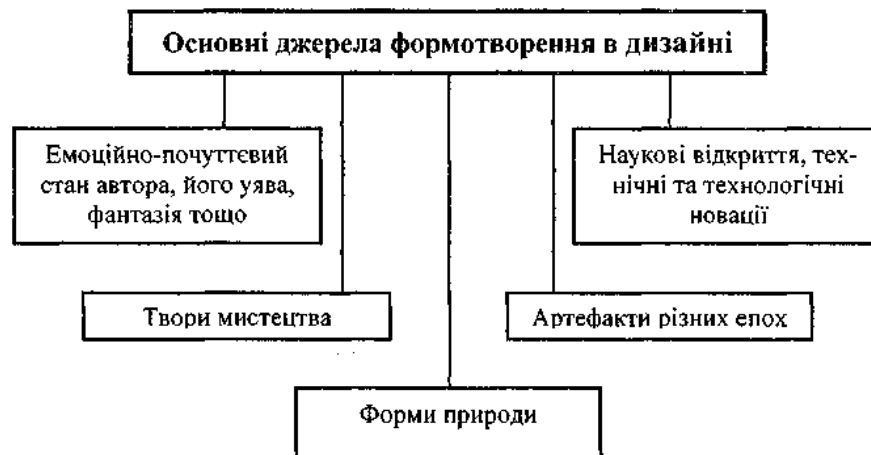 Основні джерела формотворення в дизайні
Емоційно-почуттєвий
стан автора, його уява,
фантазія тощо
Наукові відкриття, тех-
нічні та технологічні
новації
Твори мистецтва
Артефакти різних епох
Форми природи